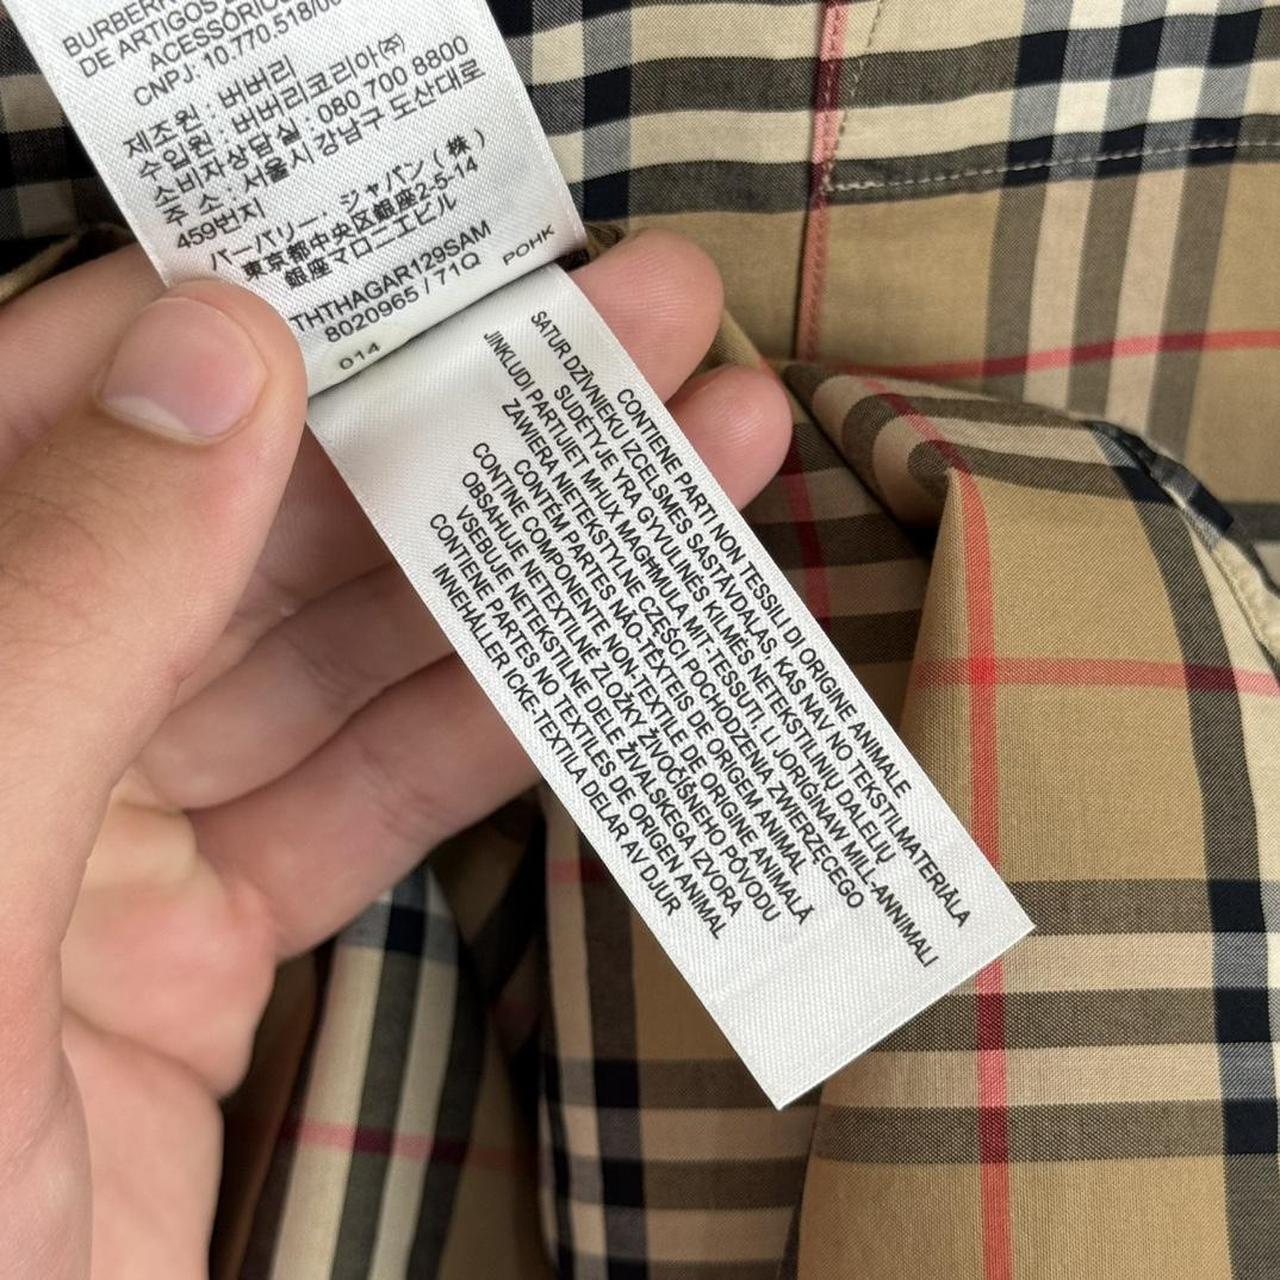 BURBERR
DE ARTIGOS
ACESSÓRIOS
CNPJ: 10.770.518/00
제조원 : 버버리
수입원 : 버버리코리아㈜
소비자상담실 : 080 700 8800
주 소 : 서울시 강남구 도산대로
459번지
バーバリー. ジャパン(株)
東京都中央区銀座2-5-14
銀座マロニエビル
THTHAGAR129SAM
8020965 / 71Q
POHK
014
CONTIENE PARTI NON TESSILI DI ORIGINE ANIMALE
SATUR DZĪVNIEKU IZCELSMES SASTĀVDAĻAS, KAS NAV NO TEKSTILMATERIĀLA
SUDĖTYJE YRA GYVULINĖS KILMĖS NETEKSTILINIŲ DALELIŲ
JINKLUDI PARTIJIET MHUX MAGĦMULA MIT-TESSUTI, LI JORIĠINAW MILL-ANNIMALI
ZAWIERA NIETEKSTYLNE CZĘŚCI POCHODZENIA ZWIERZĘCEGO
CONTÉM PARTES NÃO-TÊXTEIS DE ORIGEM ANIMAL
CONȚINE COMPONENTE NON-TEXTILE DE ORIGINE ANIMALĂ
OBSAHUJE NETEXTILNÉ ZLOŽKY ŽIVOČÍŠNEHO PÔVODU
VSEBUJE NETEKSTILNE DELE ŽIVALSKEGA IZVORA
CONTIENE PARTES NO TEXTILES DE ORIGEN ANIMAL
INNEHÅLLER ICKE-TEXTILA DELAR AV DJUR